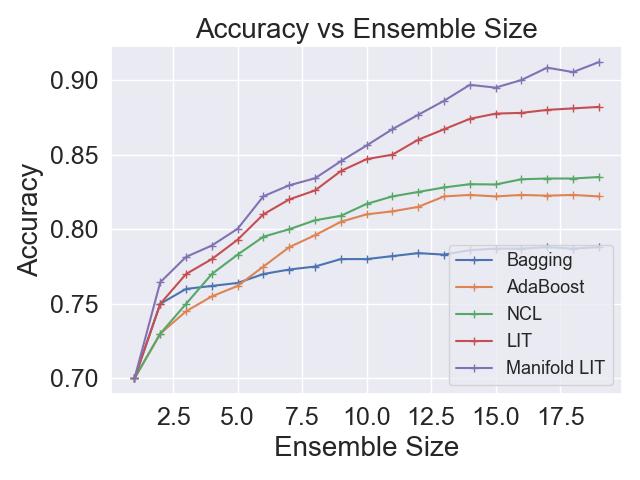 Accuracy vs Ensemble Size
Accuracy
0.90
0.85
0.80
0.75
0.70
2.5 5.0 7.5 10.0 12.5 15.0 17.5
Ensemble Size
Bagging
AdaBoost
NCL
LIT
Manifold LIT